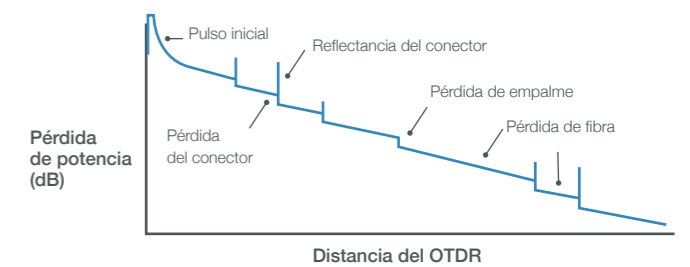 Pulso inicial
Reflectancia del conector
Pérdida de empalme
Pérdida de fibra
Pérdida
del conector
Pérdida
de potencia
(dB)
Distancia del OTDR